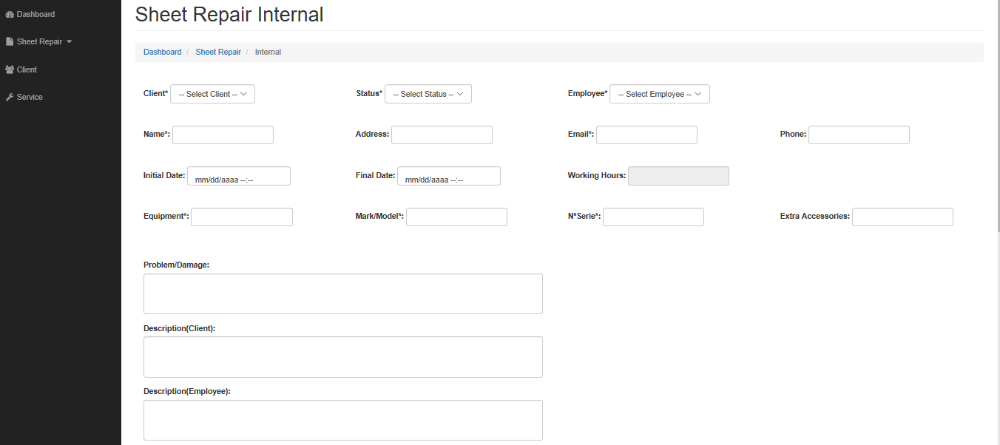 Dashboard
Sheet Repair
Client
Service
Sheet Repair Internal
Dashboard / Sheet Repair / Internal
Client* -- Select Client -- Status* -- Select Status -- Employee* -- Select Employee --
Name*: Address: Email*: Phone:
Initial Date: mm/dd/aaaa --:-- Final Date: mm/dd/aaaa --:-- Working Hours:
Equipment*: Mark/Model*: NºSerie*: Extra Accessories:
Problem/Damage:
Description(Client):
Description(Employee):